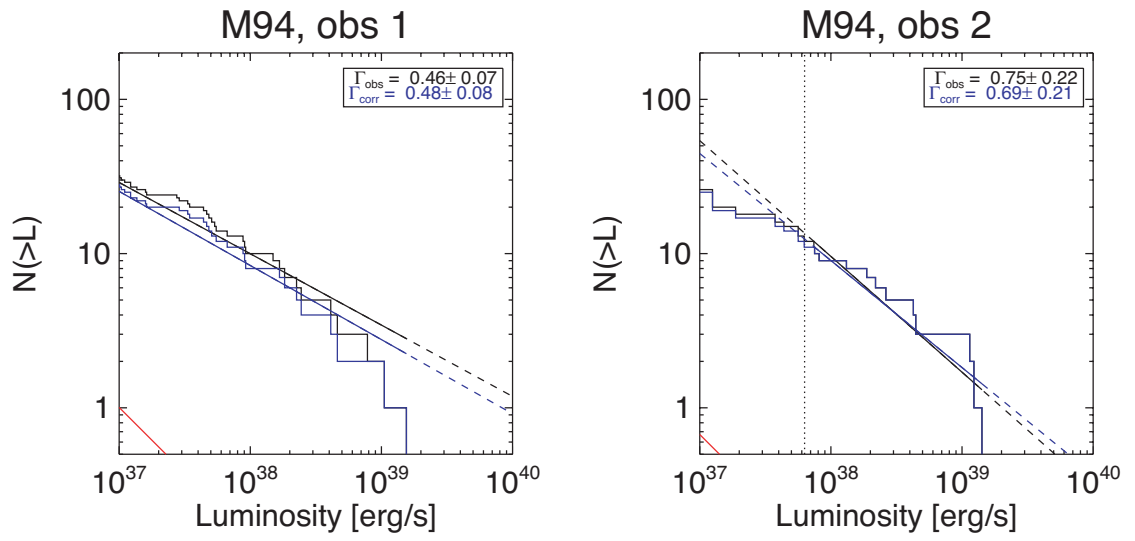 M94, obs 1
Γobs = 0.46± 0.07
Γcorr = 0.48± 0.08
100
10
1
N(>L)
10^37 10^38 10^39 10^40
Luminosity [erg/s]
M94, obs 2
Γobs = 0.75± 0.22
Γcorr = 0.69± 0.21
100
10
1
N(>L)
10^37 10^38 10^39 10^40
Luminosity [erg/s]